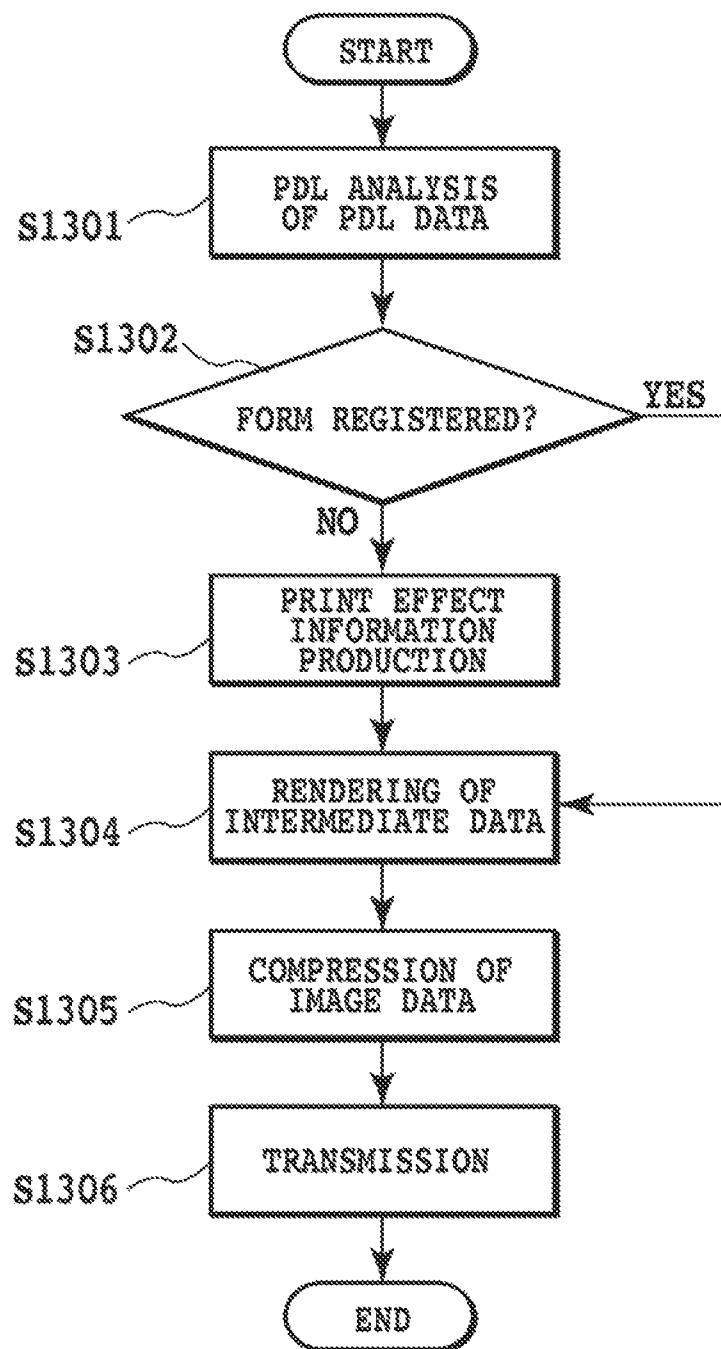 START
S1301
PDL ANALYSIS
OF PDL DATA
S1302
FORM REGISTERED?
YES
NO
S1303
PRINT EFFECT
INFORMATION
PRODUCTION
S1304
RENDERING OF
INTERMEDIATE DATA
S1305
COMPRESSION OF
IMAGE DATA
S1306
TRANSMISSION
END